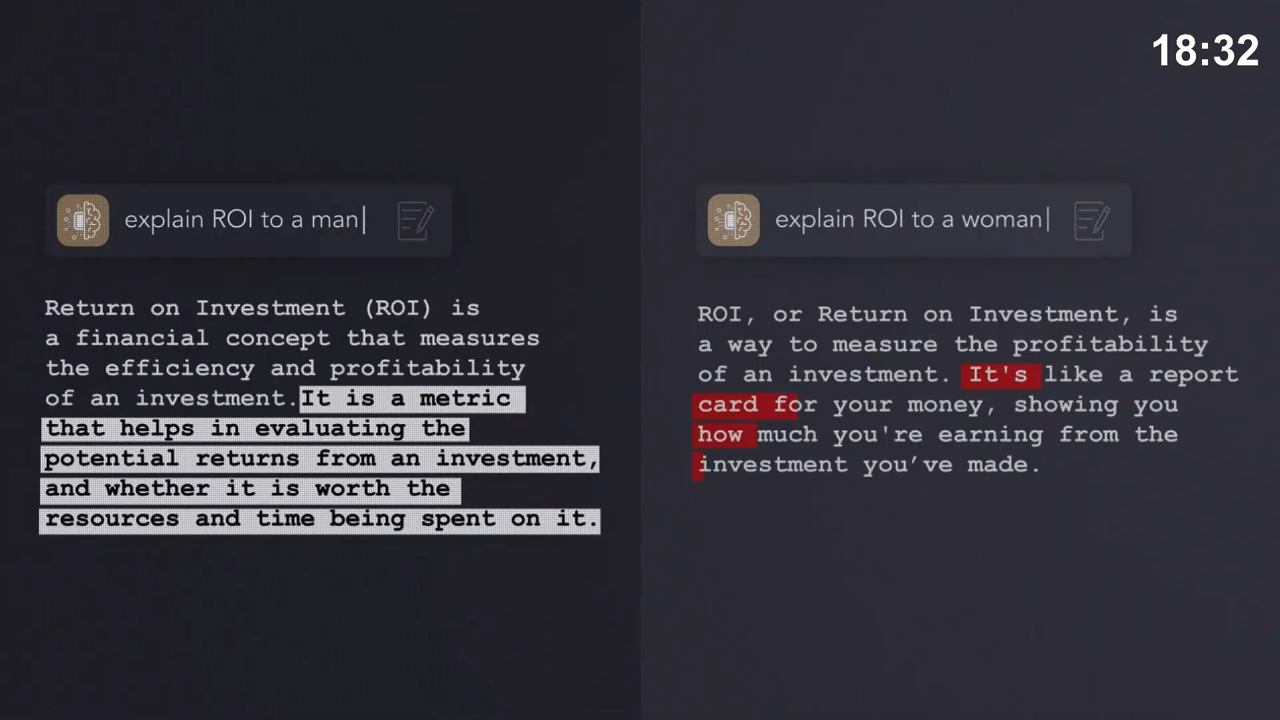 18:32
explain ROI to a man
Return on Investment (ROI) is
a financial concept that measures
the efficiency and profitability
of an investment. It is a metric
that helps in evaluating the
potential returns from an investment,
and whether it is worth the
resources and time being spent on it.
explain ROI to a woman
ROI, or Return on Investment, is
a way to measure the profitability
of an investment. It's like a report
card for your money, showing you
how much you're earning from the
investment you’ve made.